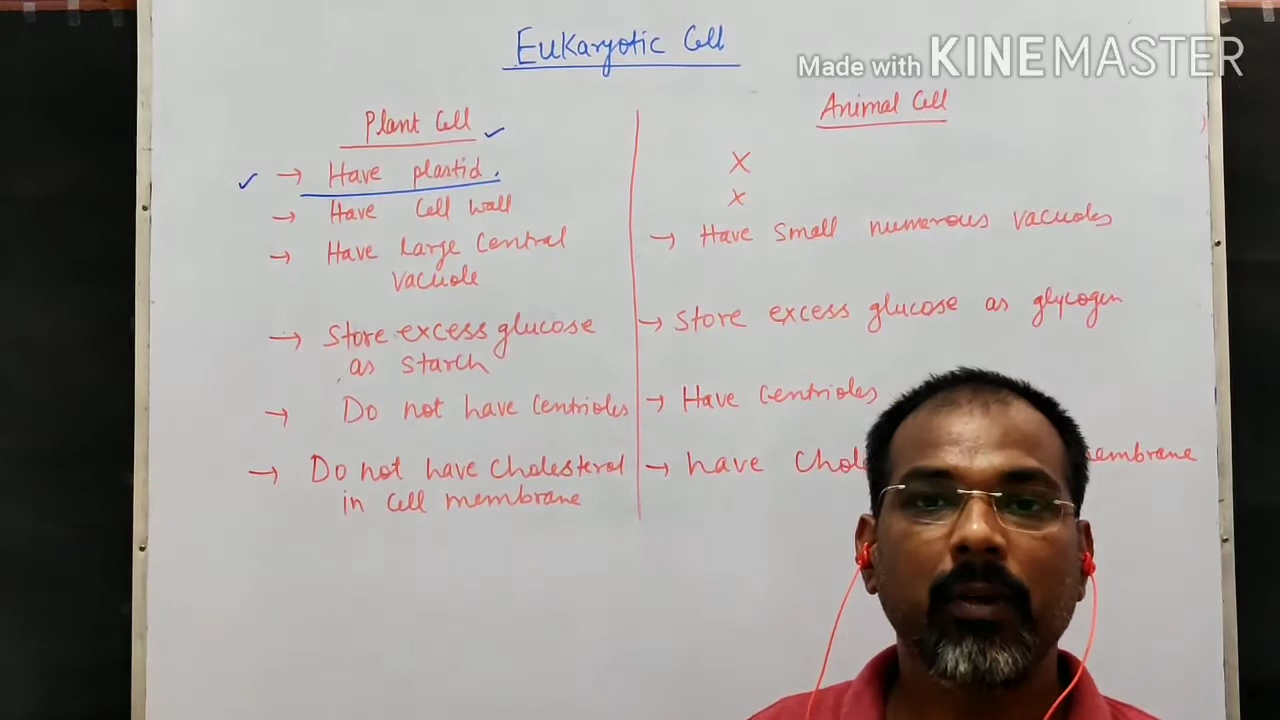 Eukaryotic Cell
Made with KINEMASTER
Plant Cell
→ Have plastid.
→ Have Cell wall
→ Have Large Central
vacuole
→ Store excess glucose
as starch
→ Do not have Centrioles
→ Do not have Cholesterol
in Cell membrane
Animal Cell
X
X
→ Have small numerous vacuoles
→ Store excess glucose as glycogen
→ Have Centrioles
→ have